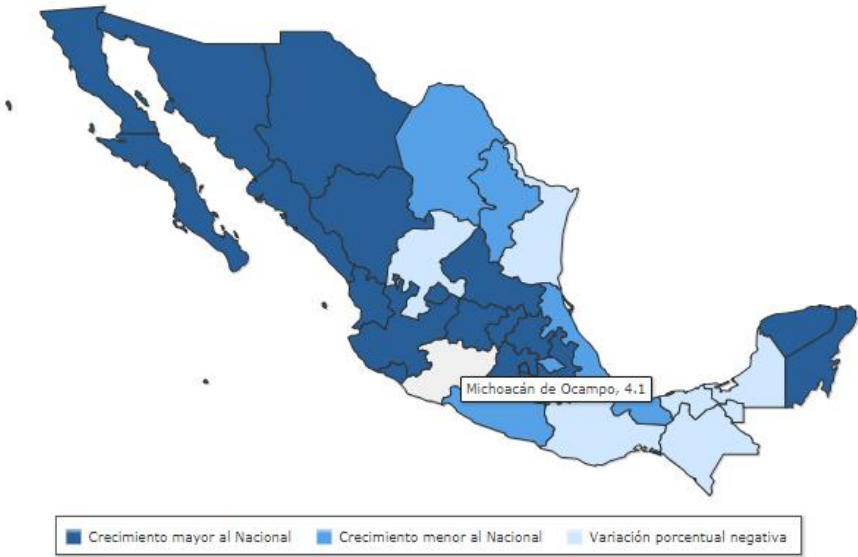 Michoacán de Ocampo, 4.1
Crecimiento mayor al Nacional Crecimiento menor al Nacional Variación porcentual negativa